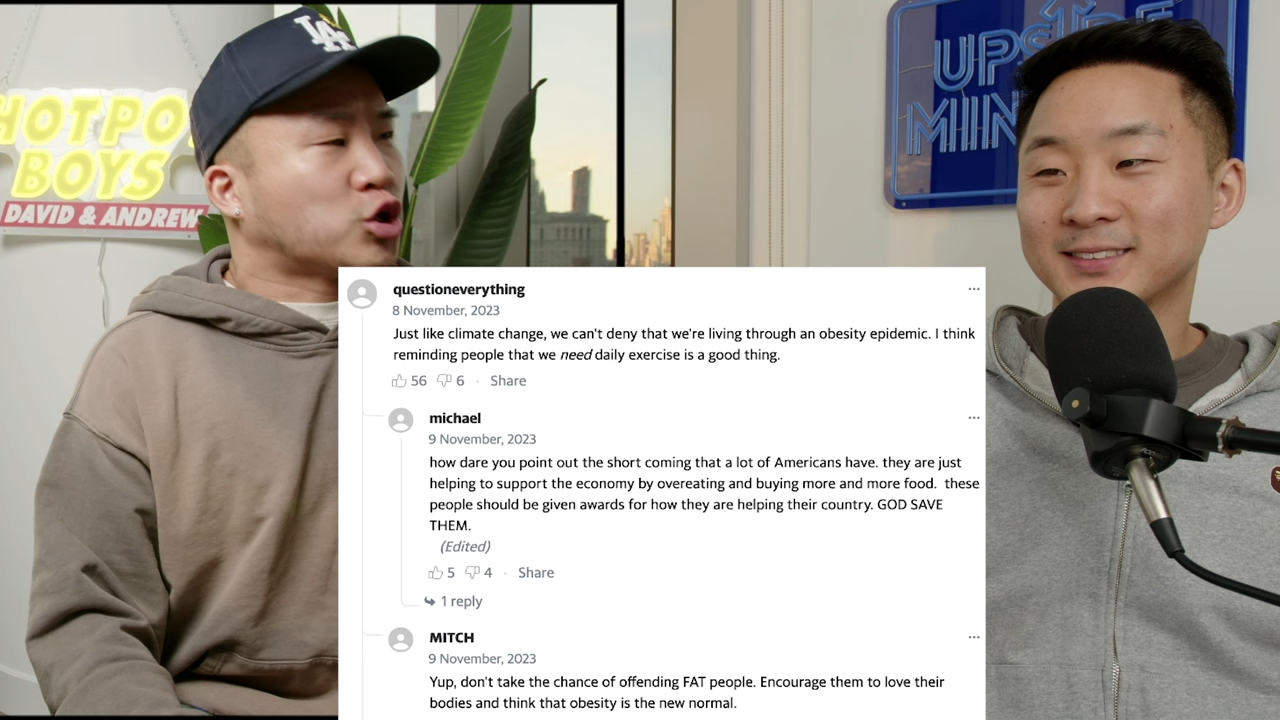 LA
HOTPO
BOYS
DAVID & ANDREW
UPSIDE
MIN
questioneverything
8 November, 2023
Just like climate change, we can't deny that we're living through an obesity epidemic. I think
reminding people that we need daily exercise is a good thing.
56 6 · Share
michael
9 November, 2023
how dare you point out the short coming that a lot of Americans have. they are just
helping to support the economy by overeating and buying more and more food. these
people should be given awards for how they are helping their country. GOD SAVE
THEM.
(Edited)
5 4 · Share
1 reply
MITCH
9 November, 2023
Yup, don't take the chance of offending FAT people. Encourage them to love their
bodies and think that obesity is the new normal.